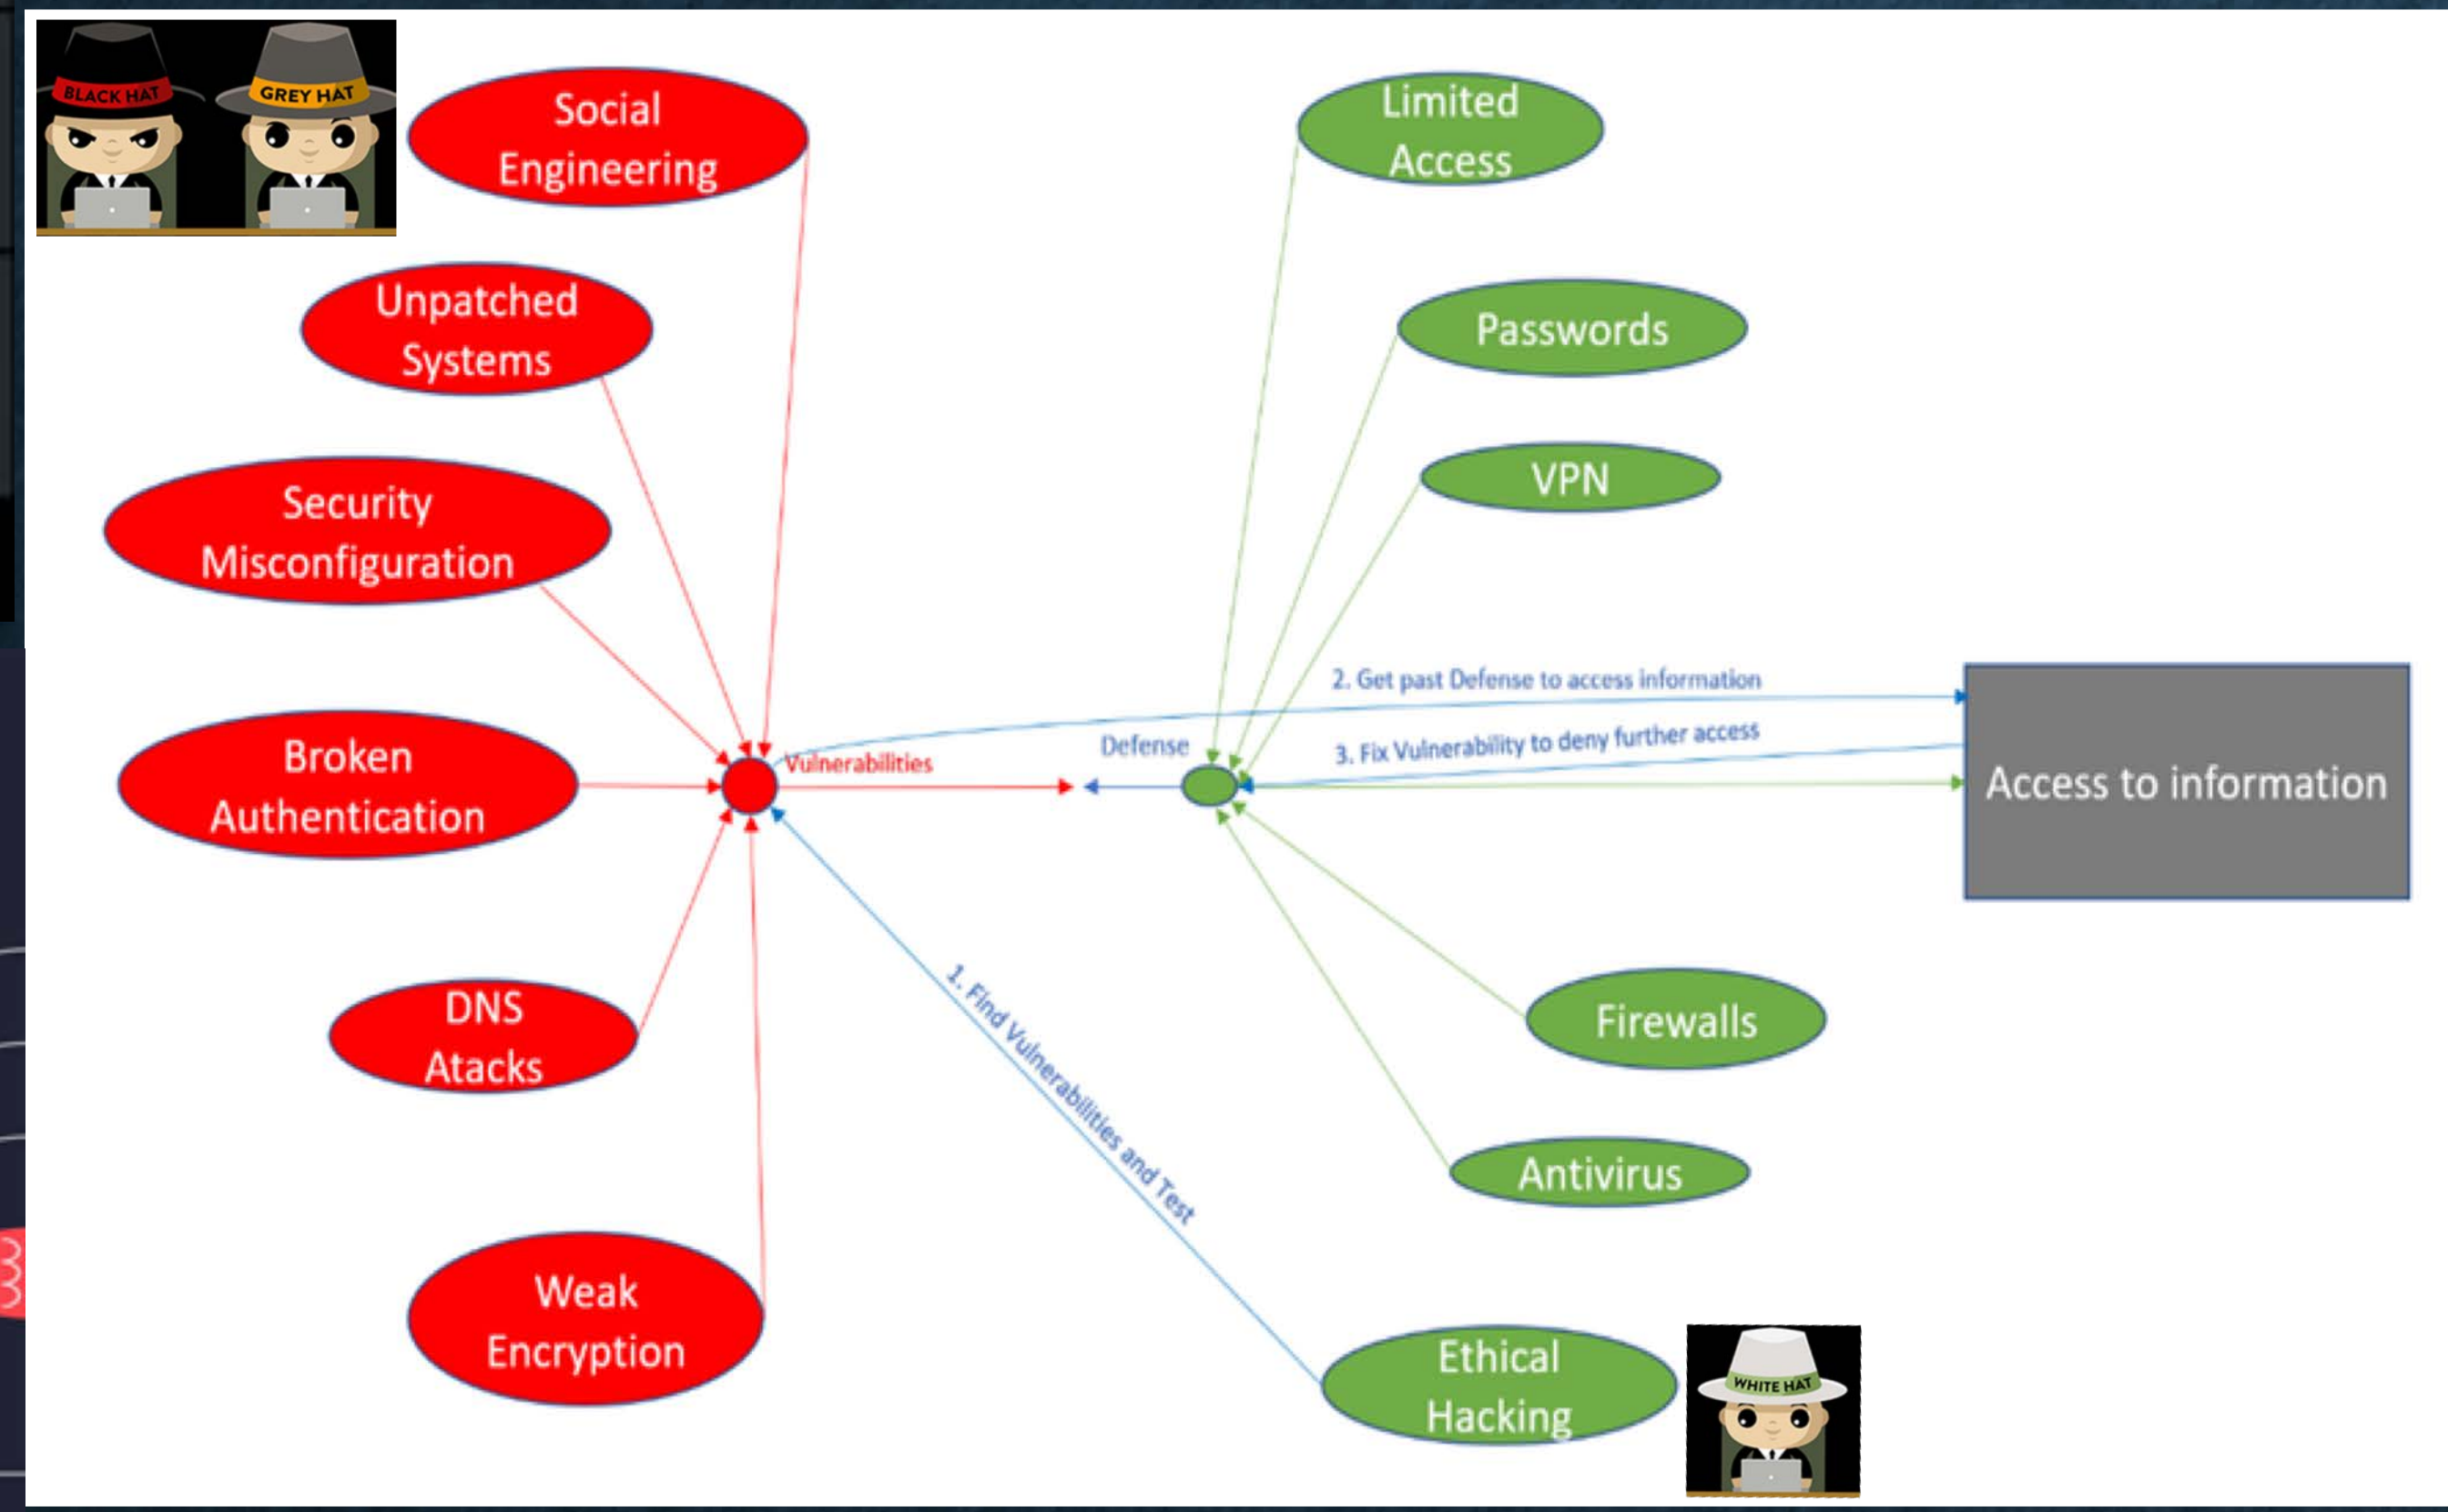 BLACK HAT
GREY HAT
Social
Engineering
Unpatched
Systems
Security
Misconfiguration
Broken
Authentication
DNS
Atacks
Weak
Encryption
Vulnerabilities
Defense
1. Find Vulnerabilities and Test
2. Get past Defense to access information
3. Fix Vulnerability to deny further access
Limited
Access
Passwords
VPN
Access to information
Firewalls
Antivirus
Ethical
Hacking
WHITE HAT